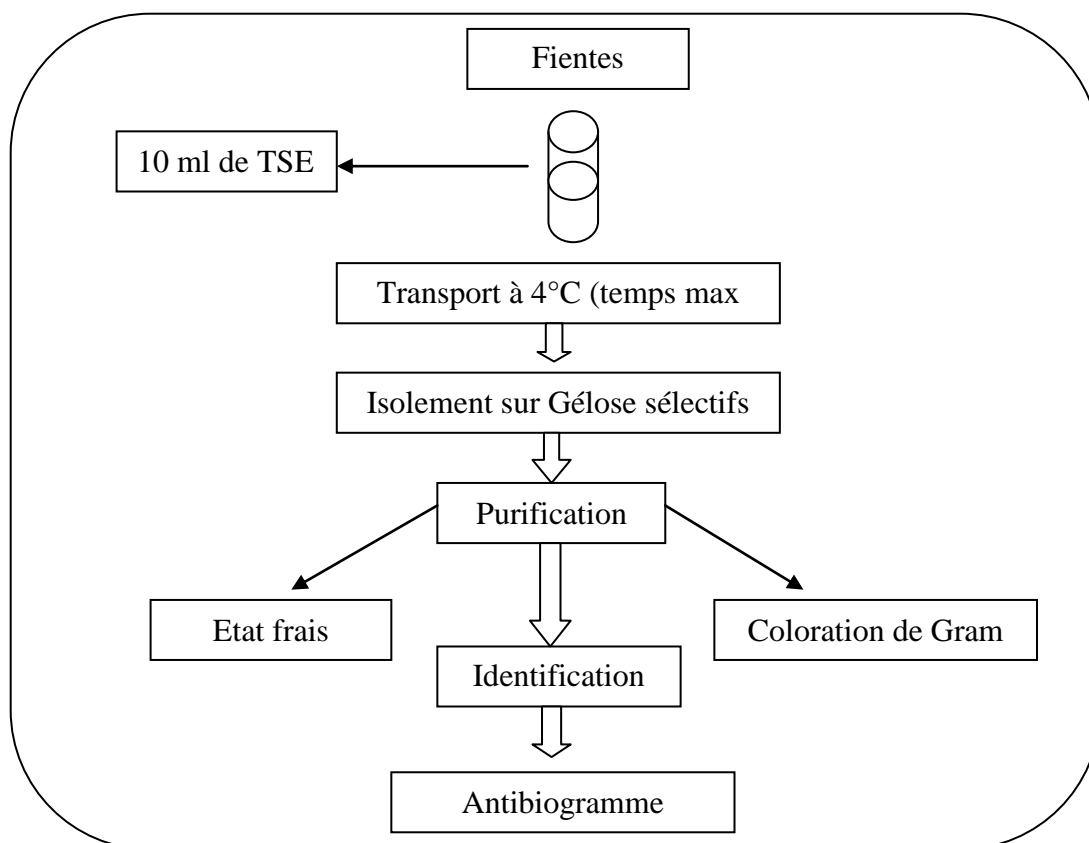 Fientes
10 ml de TSE
Transport à 4°C (temps max
Isolement sur Gélose sélectifs
Purification
Etat frais
Coloration de Gram
Identification
Antibiogramme